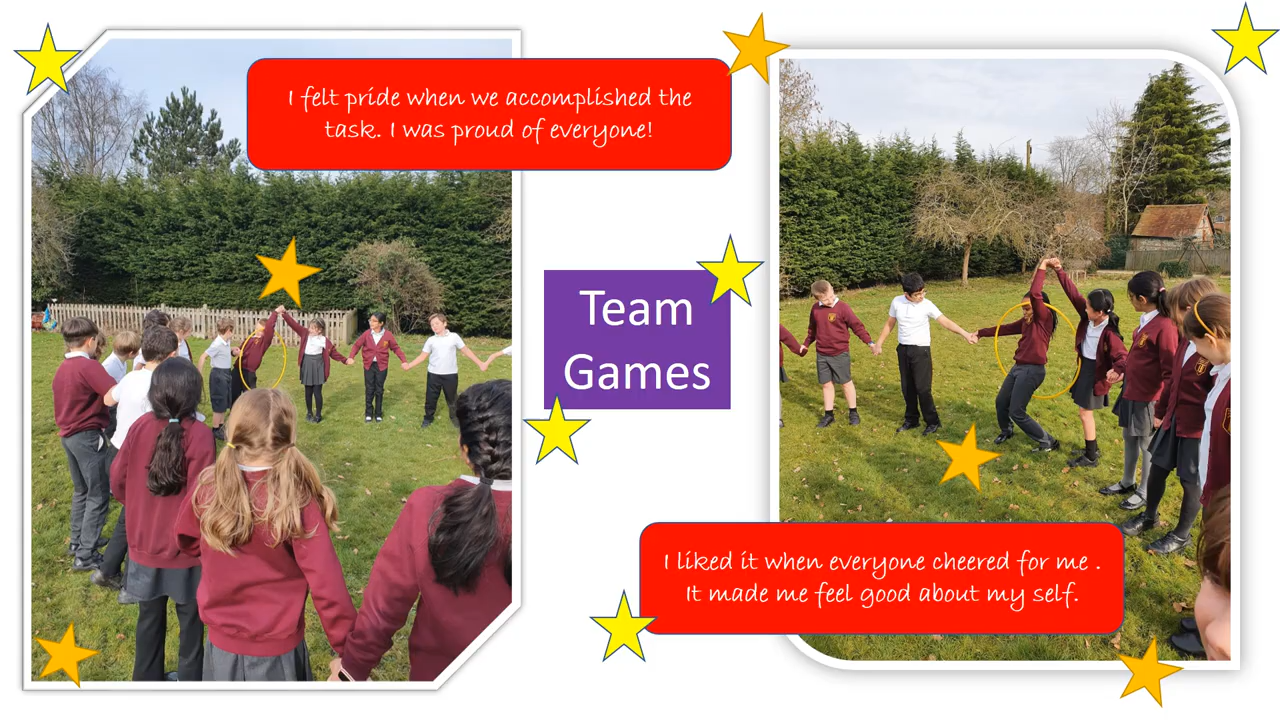 I felt pride when we accomplished the
task. I was proud of everyone!
Team
Games
I liked it when everyone cheered for me .
It made me feel good about my self.